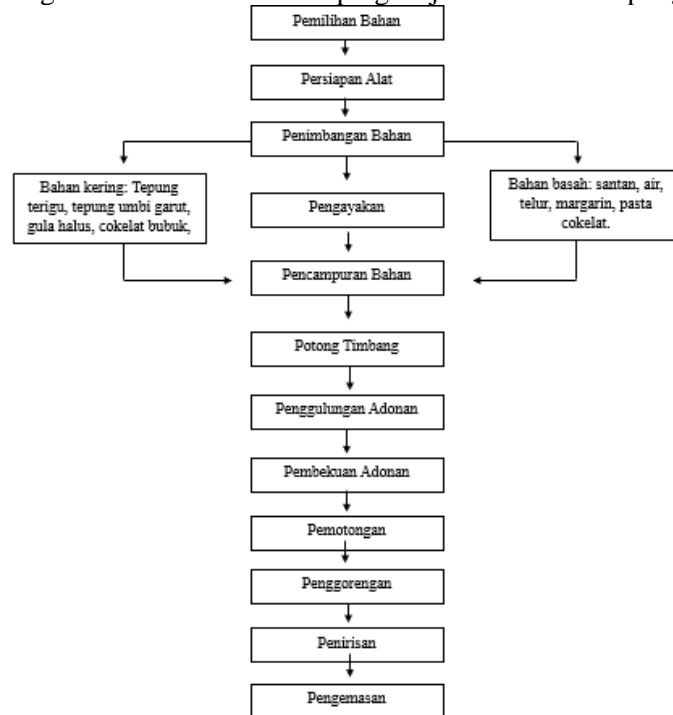 Pemilihan Bahan
Persiapan Alat
Penimbangan Bahan
Bahan kering: Tepung
terigu, tepung umbi garut,
gula halus, cokelat bubuk,
Pengayakan
Bahan basah: santan, air,
telur, margarin, pasta
cokelat.
Pencampuran Bahan
Potong Timbang
Penggulungan Adonan
Pembekuan Adonan
Pemotongan
Penggorengan
Penirisan
Pengemasan